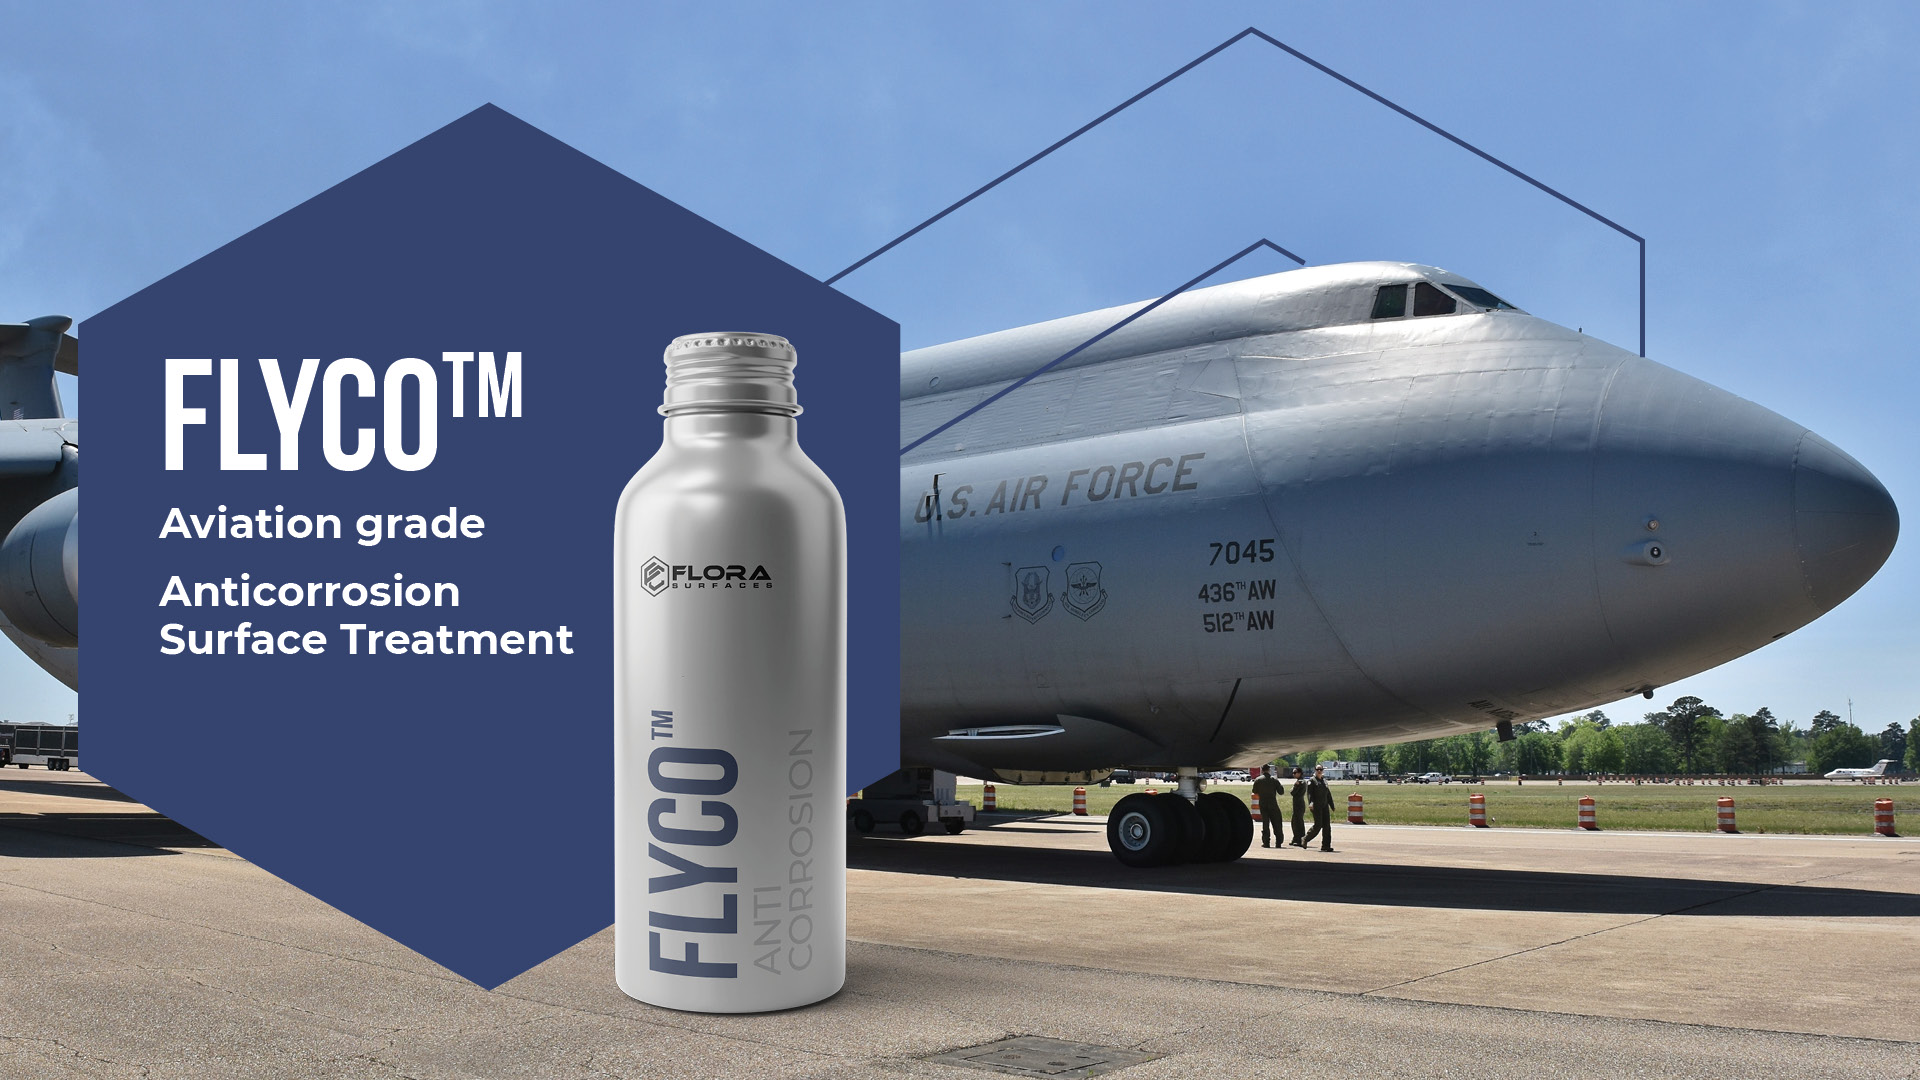 FLYCO™
Aviation grade
Anticorrosion
Surface Treatment
FLORA
SURFACES
FLYCO™
ANTI
CORROSION
U.S. AIR FORCE
7045
436TH AW
512TH AW